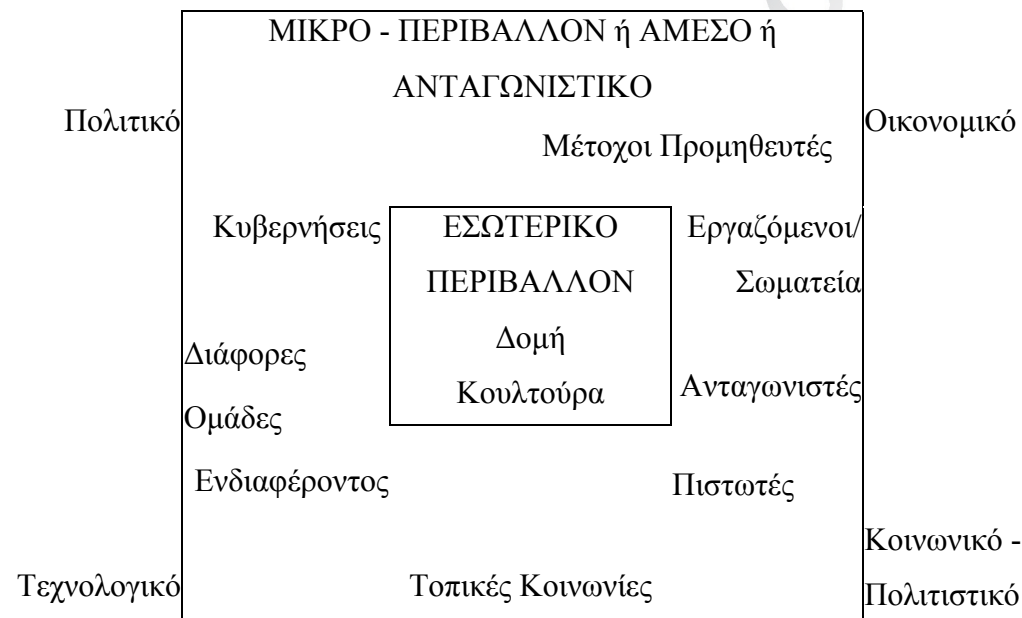 ΜΙΚΡΟ - ΠΕΡΙΒΑΛΛΟΝ ή ΑΜΕΣΟ ή
ΑΝΤΑΓΩΝΙΣΤΙΚΟ
Πολιτικό
Οικονομικό
Μέτοχοι Προμηθευτές
Κυβερνήσεις
ΕΣΩΤΕΡΙΚΟ
ΠΕΡΙΒΑΛΛΟΝ
Δομή
Κουλτούρα
Εργαζόμενοι/
Σωματεία
Διάφορες
Ομάδες
Ενδιαφέροντος
Ανταγωνιστές
Πιστωτές
Τεχνολογικό
Τοπικές Κοινωνίες
Κοινωνικό -
Πολιτιστικό